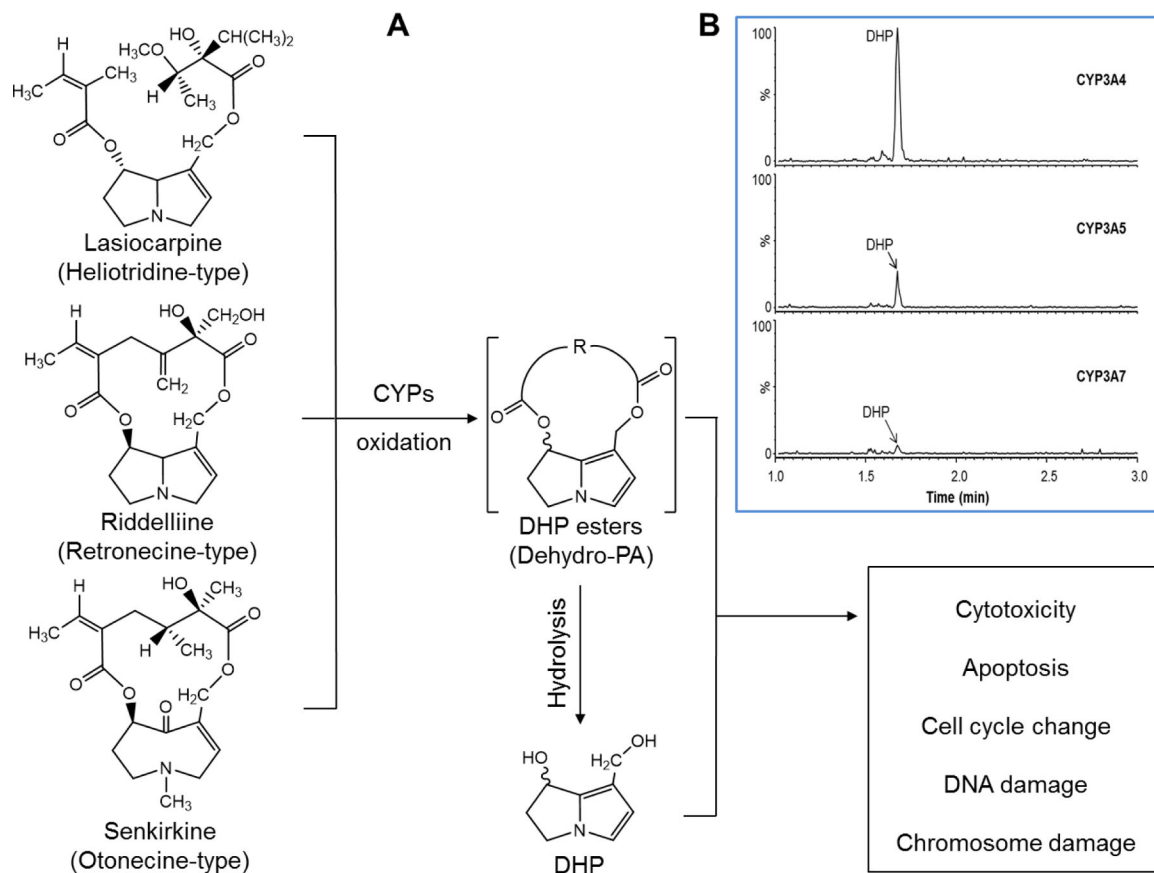 A
H
H₃C
CH₃
O
O
H₃CO
HO
CH(CH₃)₂
H
CH₃
O
O
H₂C
N
Lasiocarpine
(Heliotridine-type)
H
H₃C
O
O
HO
CH₂OH
CH₂
O
O
H₂C
N
Riddelliine
(Retronecine-type)
H
H₃C
O
O
HO
CH₃
H
CH₃
O
O
H₂C
O
N
CH₃
Senkirkine
(Otonecine-type)
CYPs
oxidation
R
O
O
O
O
N
DHP esters
(Dehydro-PA)
Hydrolysis
HO
H₂C
OH
N
DHP
B
100
%
0
DHP
CYP3A4
100
%
0
DHP
CYP3A5
100
%
0
DHP
CYP3A7
1.0 1.5 2.0 2.5 3.0
Time (min)
Cytotoxicity
Apoptosis
Cell cycle change
DNA damage
Chromosome damage